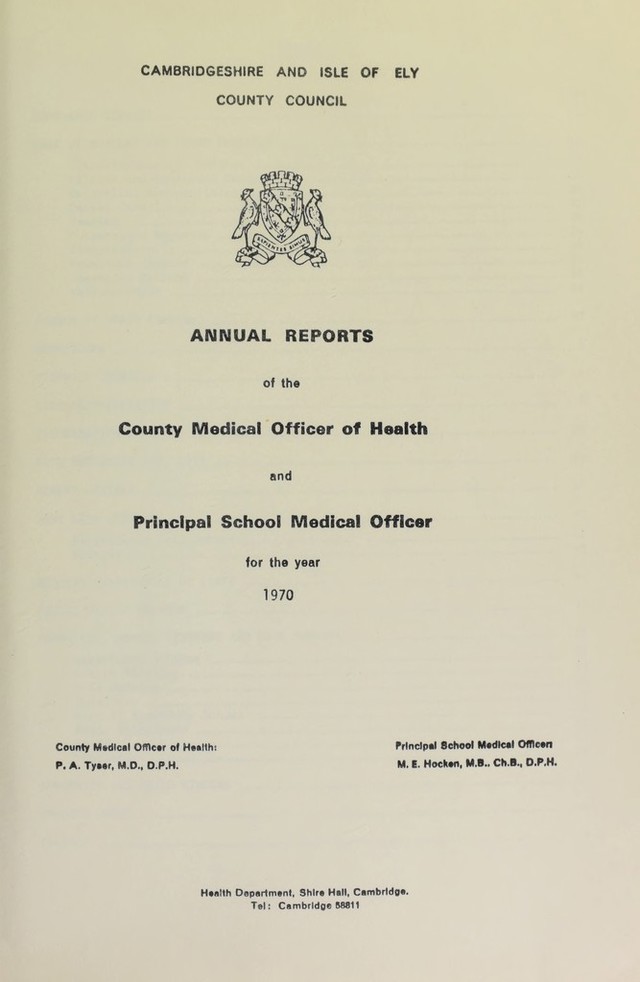 CAMBRIDGESHIRE AND ISLE OF ELY
COUNTY COUNCIL
SAPIENTES SIMUS
ANNUAL REPORTS
of the
County Medical Officer of Health
and
Principal School Medical Officer
for the year
1970
County Medical Officer of Health:
P. A. Tyser, M.D., D.P.H.
Principal School Medical Officer:
M. E. Hocken, M.B.. Ch.B., D.P.H.
Health Department, Shire Hall, Cambridge.
Tel: Cambridge 58811